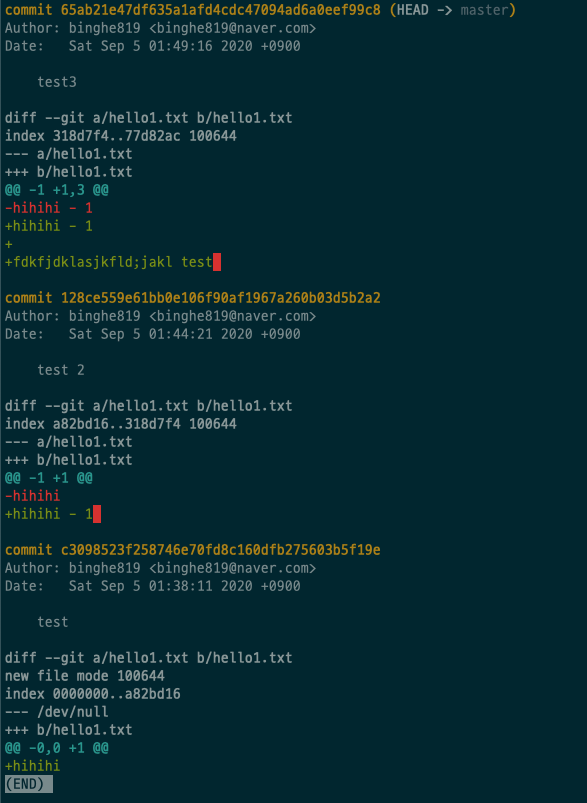 commit 65ab21e47df635a1afd4cdc47094ad6a0eef99c8 (HEAD -> master)
Author: binghe819 <binghe819@naver.com>
Date:   Sat Sep 5 01:49:16 2020 +0900

    test3

diff --git a/hello1.txt b/hello1.txt
index 318d7f4..77d82ac 100644
--- a/hello1.txt
+++ b/hello1.txt
@@ -1 +1,3 @@
-hihihi - 1
+hihihi - 1
+
+fdkfjdklasjkfld;jakl test

commit 128ce559e61bb0e106f90af1967a260b03d5b2a2
Author: binghe819 <binghe819@naver.com>
Date:   Sat Sep 5 01:44:21 2020 +0900

    test 2

diff --git a/hello1.txt b/hello1.txt
index a82bd16..318d7f4 100644
--- a/hello1.txt
+++ b/hello1.txt
@@ -1 +1 @@
-hihihi
+hihihi - 1

commit c3098523f258746e70fd8c160dfb275603b5f19e
Author: binghe819 <binghe819@naver.com>
Date:   Sat Sep 5 01:38:11 2020 +0900

    test

diff --git a/hello1.txt b/hello1.txt
new file mode 100644
index 0000000..a82bd16
--- /dev/null
+++ b/hello1.txt
@@ -0,0 +1 @@
+hihihi
(END)